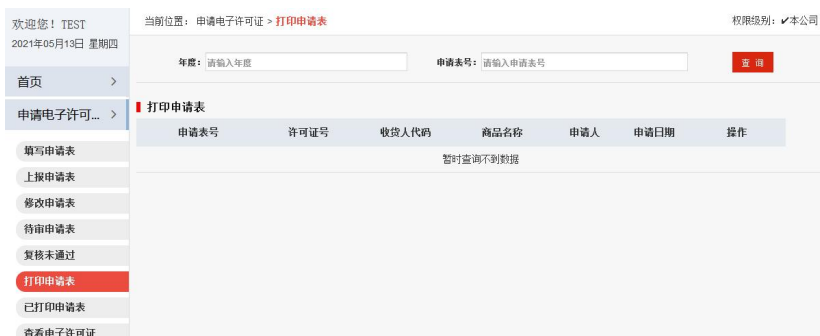 欢迎您！TEST
2021年05月13日 星期四
首页
申请电子许可...
填写申请表
上报申请表
修改申请表
待审申请表
复核未通过
打印申请表
已打印申请表
查看电子许可证
当前位置： 申请电子许可证 > 打印申请表
权限级别：✔本公司
年度： 请输入年度 申请表号： 请输入申请表号 查 询
打印申请表
申请表号 许可证号 收货人代码 商品名称 申请人 申请日期 操作
暂时查询不到数据